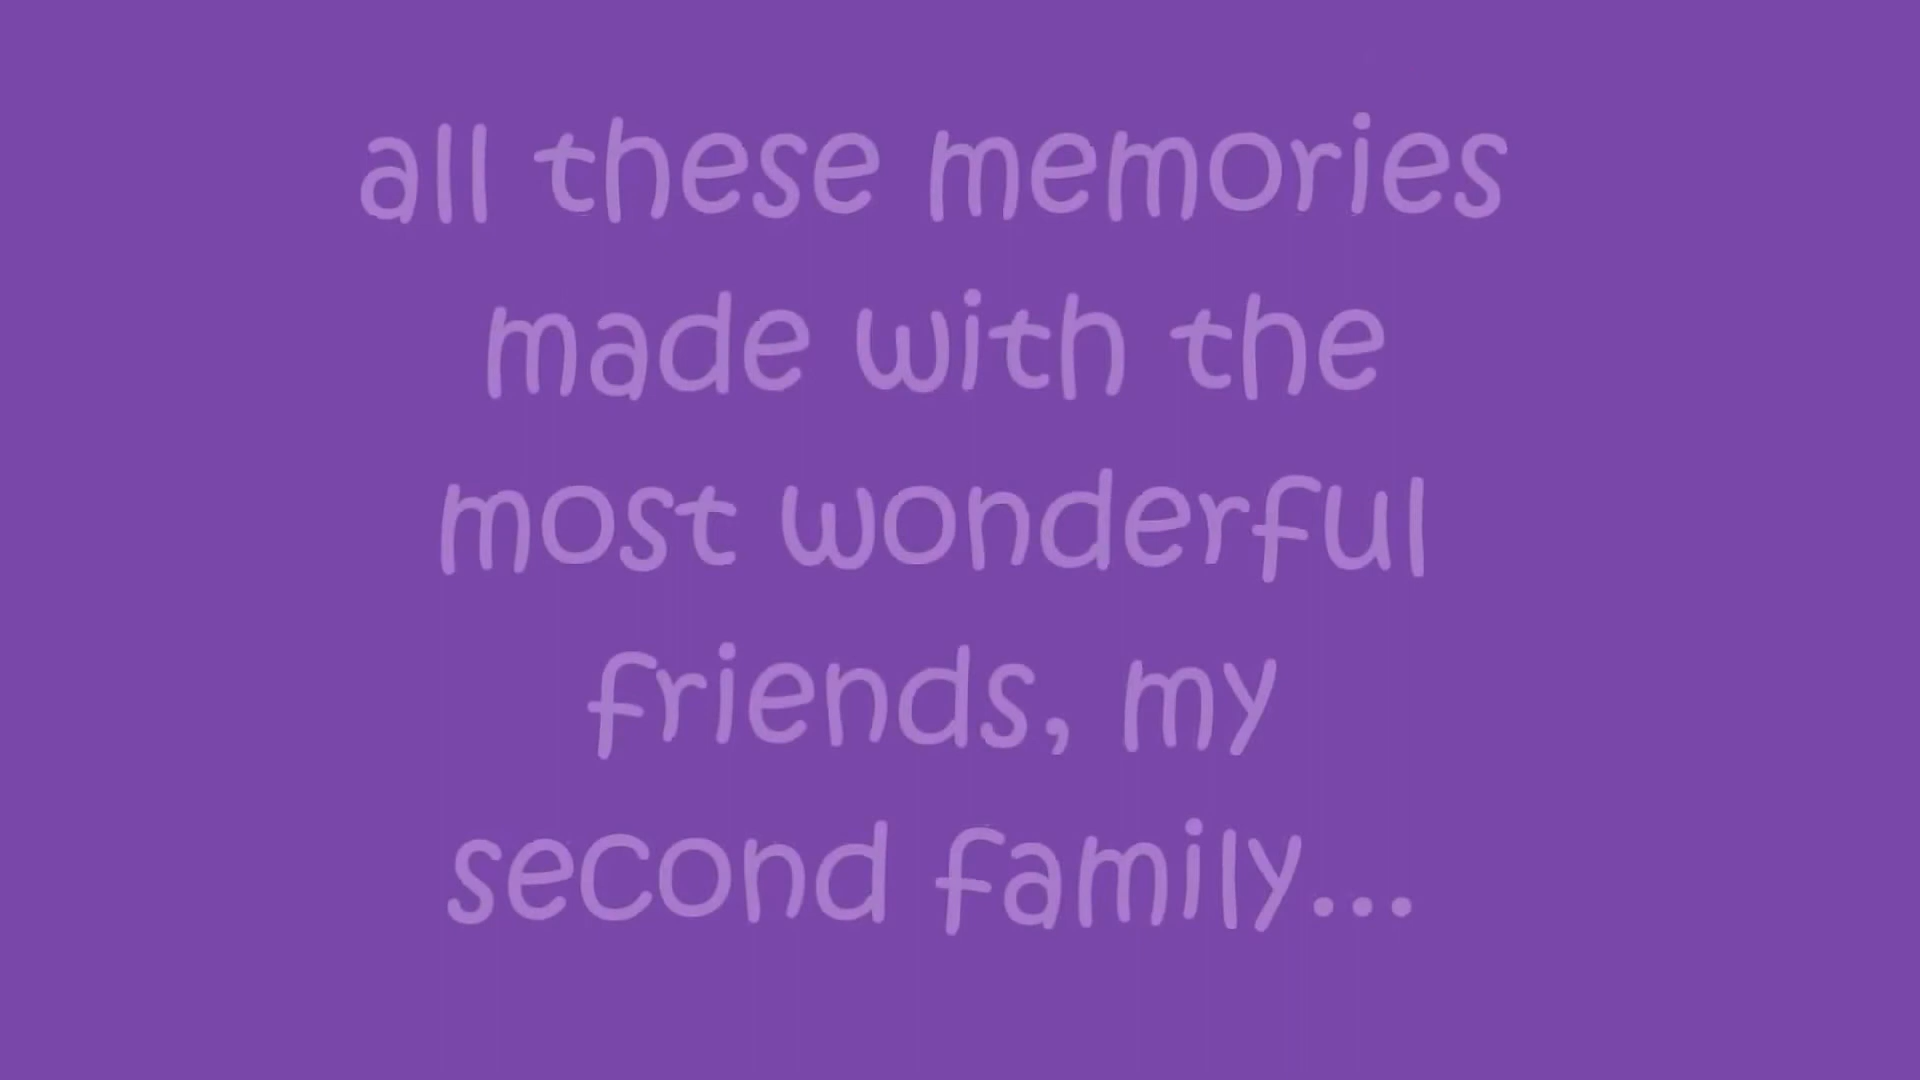 all these memories
made with the
most wonderful
friends, my
second family...